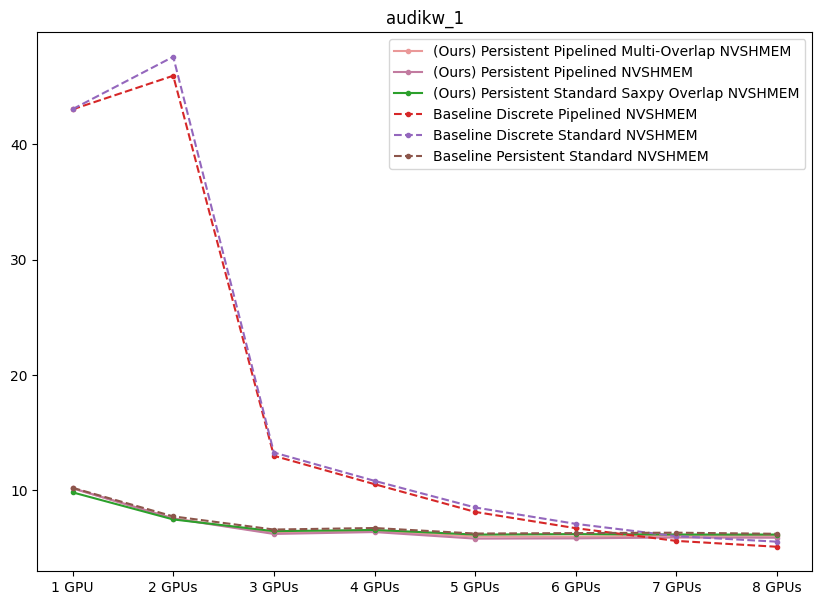 audikw_1
(Ours) Persistent Pipelined Multi-Overlap NVSHMEM
(Ours) Persistent Pipelined NVSHMEM
(Ours) Persistent Standard Saxpy Overlap NVSHMEM
Baseline Discrete Pipelined NVSHMEM
Baseline Discrete Standard NVSHMEM
Baseline Persistent Standard NVSHMEM
40
30
20
10
1 GPU 2 GPUs 3 GPUs 4 GPUs 5 GPUs 6 GPUs 7 GPUs 8 GPUs